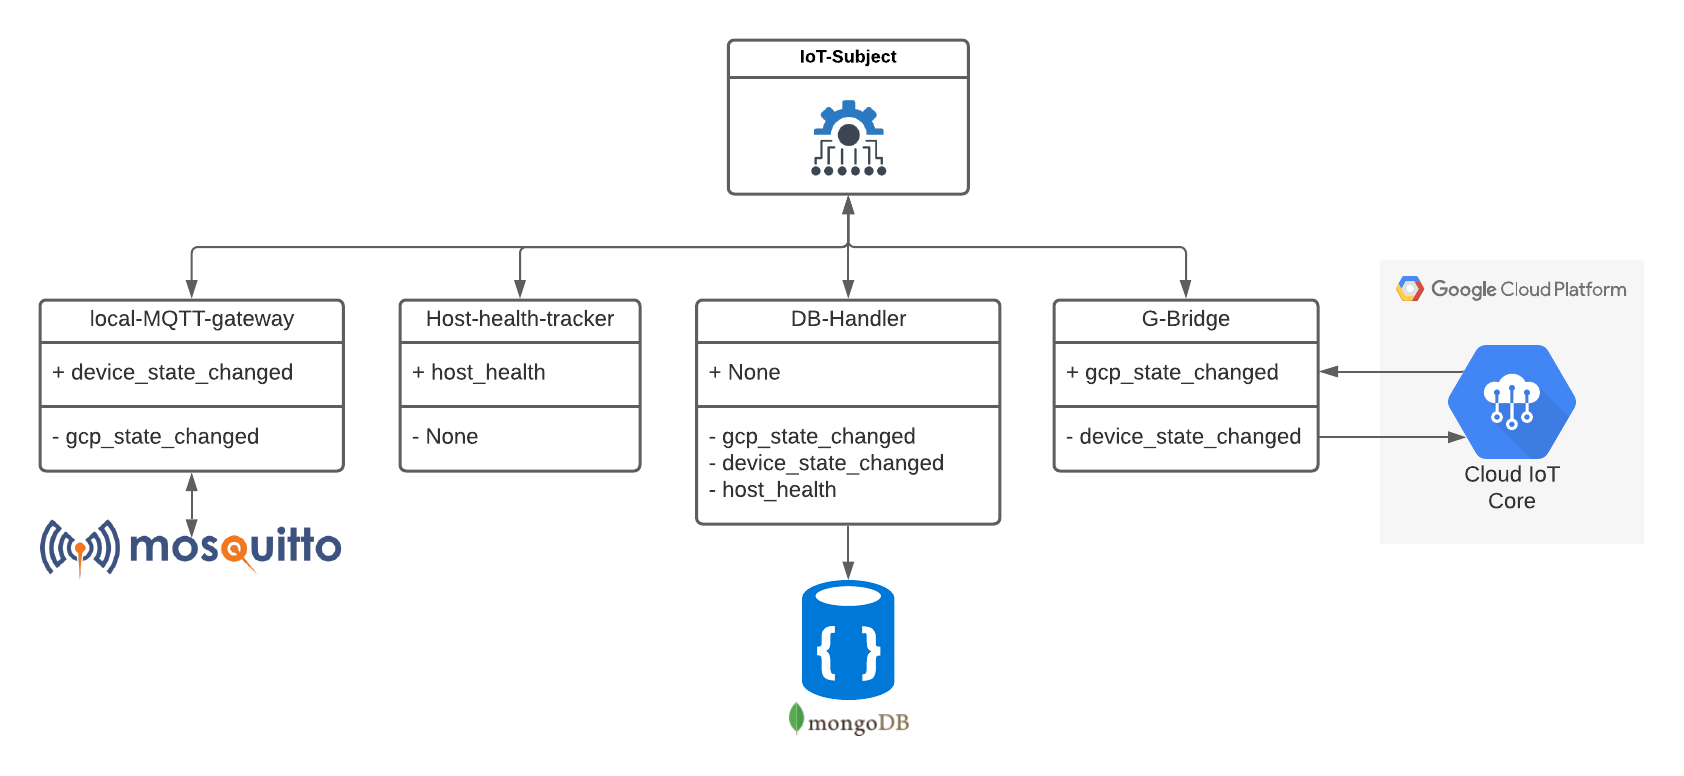 IoT-Subject
local-MQTT-gateway
+ device_state_changed
- gcp_state_changed
mosquitto
Host-health-tracker
+ host_health
- None
DB-Handler
+ None
- gcp_state_changed
- device_state_changed
- host_health
{ }
mongoDB
G-Bridge
+ gcp_state_changed
- device_state_changed
Google Cloud Platform
Cloud IoT
Core